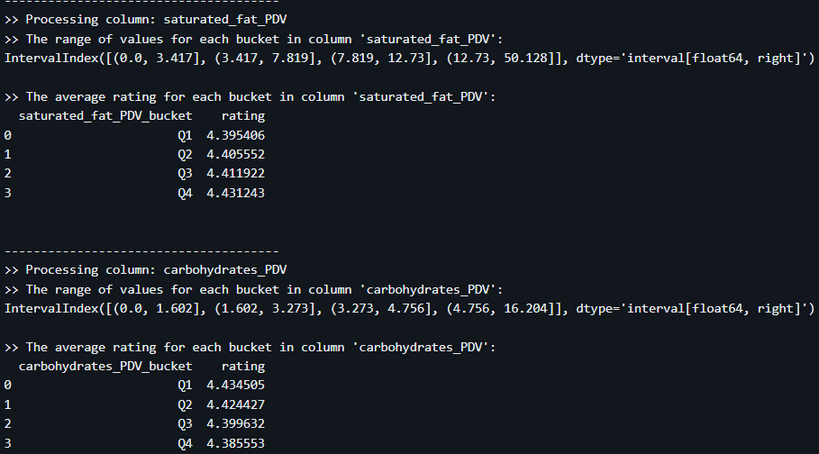 --------------------------------------
>> Processing column: saturated_fat_PDV
>> The range of values for each bucket in column 'saturated_fat_PDV':
IntervalIndex([(0.0, 3.417], (3.417, 7.819], (7.819, 12.73], (12.73, 50.128]], dtype='interval[float64, right]')
>> The average rating for each bucket in column 'saturated_fat_PDV':
saturated_fat_PDV_bucket    rating
0                       Q1  4.395406
1                       Q2  4.405552
2                       Q3  4.411922
3                       Q4  4.431243
--------------------------------------
>> Processing column: carbohydrates_PDV
>> The range of values for each bucket in column 'carbohydrates_PDV':
IntervalIndex([(0.0, 1.602], (1.602, 3.273], (3.273, 4.756], (4.756, 16.204]], dtype='interval[float64, right]')
>> The average rating for each bucket in column 'carbohydrates_PDV':
carbohydrates_PDV_bucket    rating
0                       Q1  4.434505
1                       Q2  4.424427
2                       Q3  4.399632
3                       Q4  4.385553